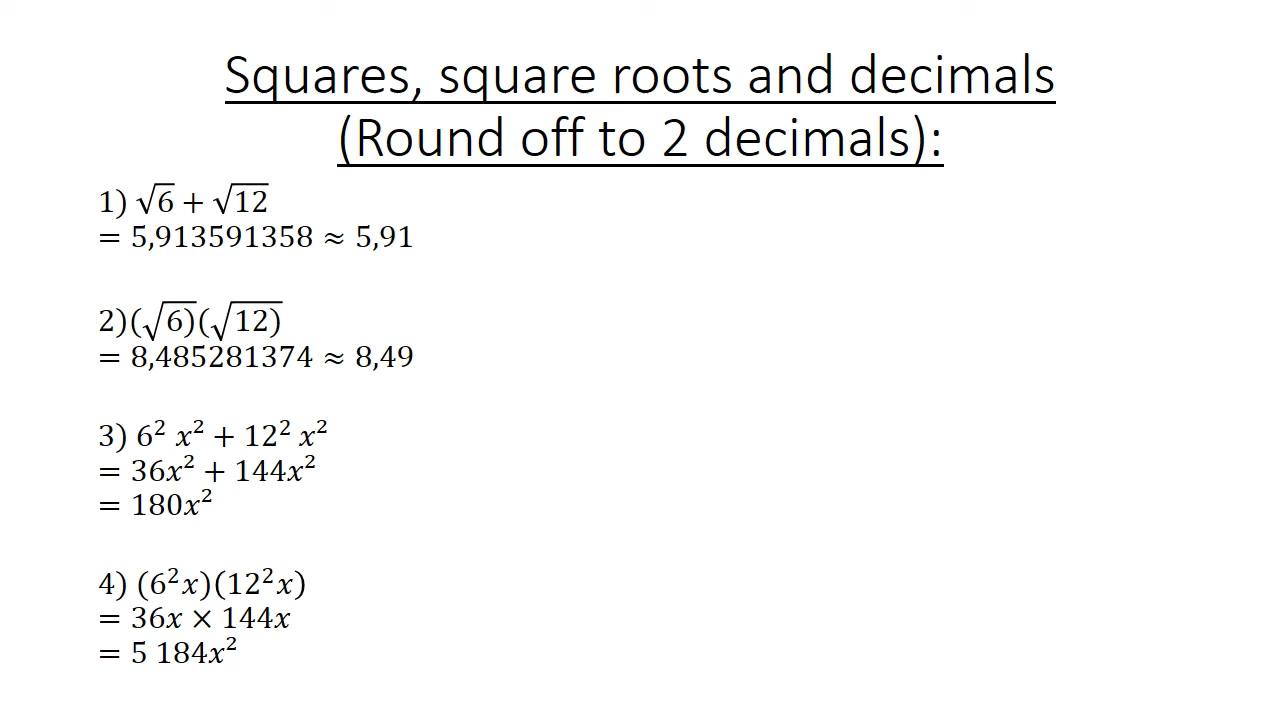 Squares, square roots and decimals
(Round off to 2 decimals):
1) √6 + √12
= 5,913591358 ≈ 5,91
2)(√6)(√12)
= 8,485281374 ≈ 8,49
3) 6² x² + 12² x²
= 36x² + 144x²
= 180x²
4) (6²x)(12²x)
= 36x × 144x
= 5 184x²